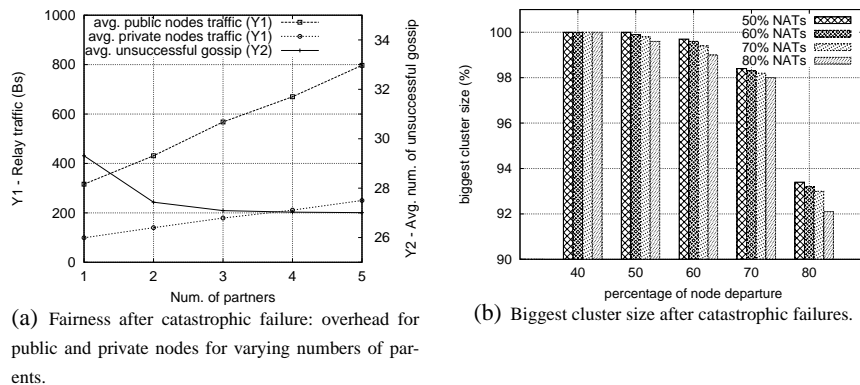 avg. public nodes traffic (Y1)
avg. private nodes traffic (Y1)
avg. unsuccessful gossip (Y2)
Y1 - Relay traffic (Bs)
1000
800
600
400
200
0
1 2 3 4 5
Num. of partners
34
33
32
31
30
29
28
27
26
Y2 - Avg. num. of unsuccessful gossip
(a) Fairness after catastrophic failure: overhead for
public and private nodes for varying numbers of par-
ents.
50% NATs
60% NATs
70% NATs
80% NATs
biggest cluster size (%)
100
98
96
94
92
90
40 50 60 70 80
percentage of node departure
(b) Biggest cluster size after catastrophic failures.